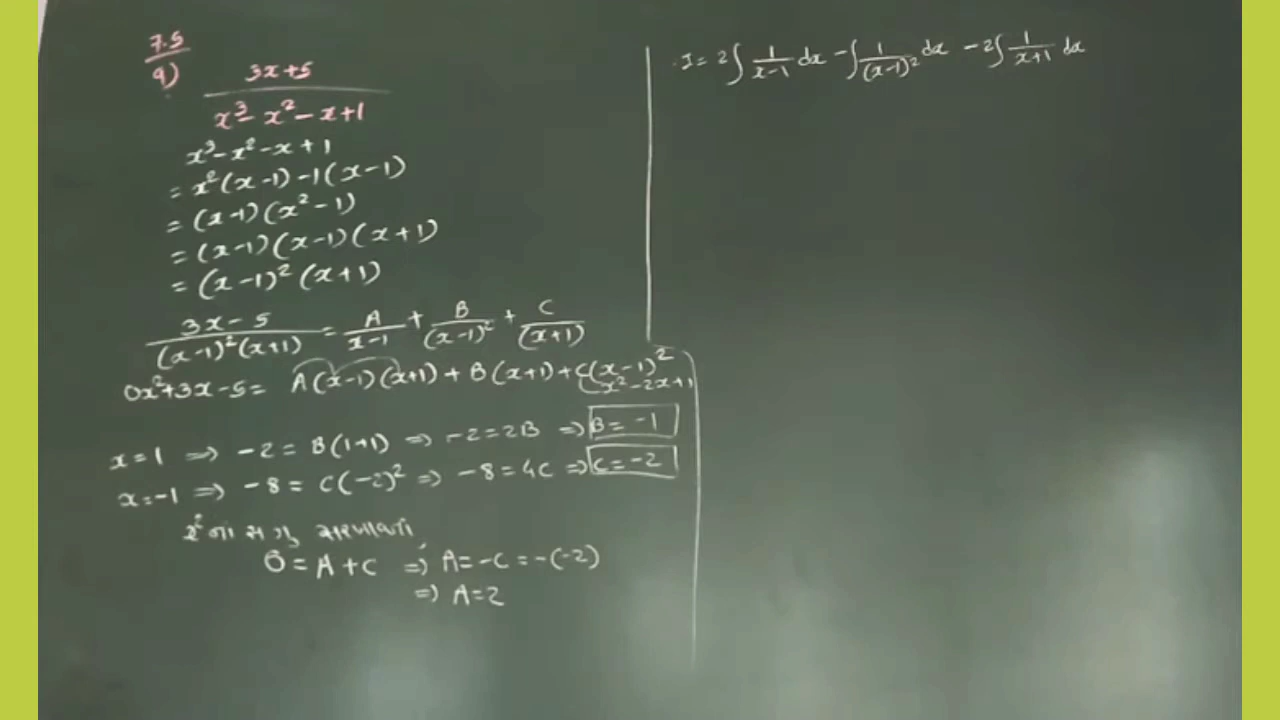 7.5
9) 3x+5 / x³-x²-x+1
x³-x²-x+1
= x²(x-1)-1(x-1)
= (x-1)(x²-1)
= (x-1)(x-1)(x+1)
= (x-1)²(x+1)
3x-5 / (x-1)²(x+1) = A/(x-1) + B/(x-1)² + C/(x+1)
0x²+3x-5 = A(x-1)(x+1) + B(x+1) + C(x-1)²
(x²-2x+1
x=1 ⇒ -2 = B(1+1) ⇒ -2=2B ⇒ B=-1
x=-1 ⇒ -8 = C(-2)² ⇒ -8=4C ⇒ C=-2
x² ના સ ગુ સરખાવતાં,
0 = A+C ⇒ A=-C=-(-2)
⇒ A=2
I = 2∫ 1/(x-1) dx - ∫ 1/(x-1)² dx - 2∫ 1/(x+1) dx